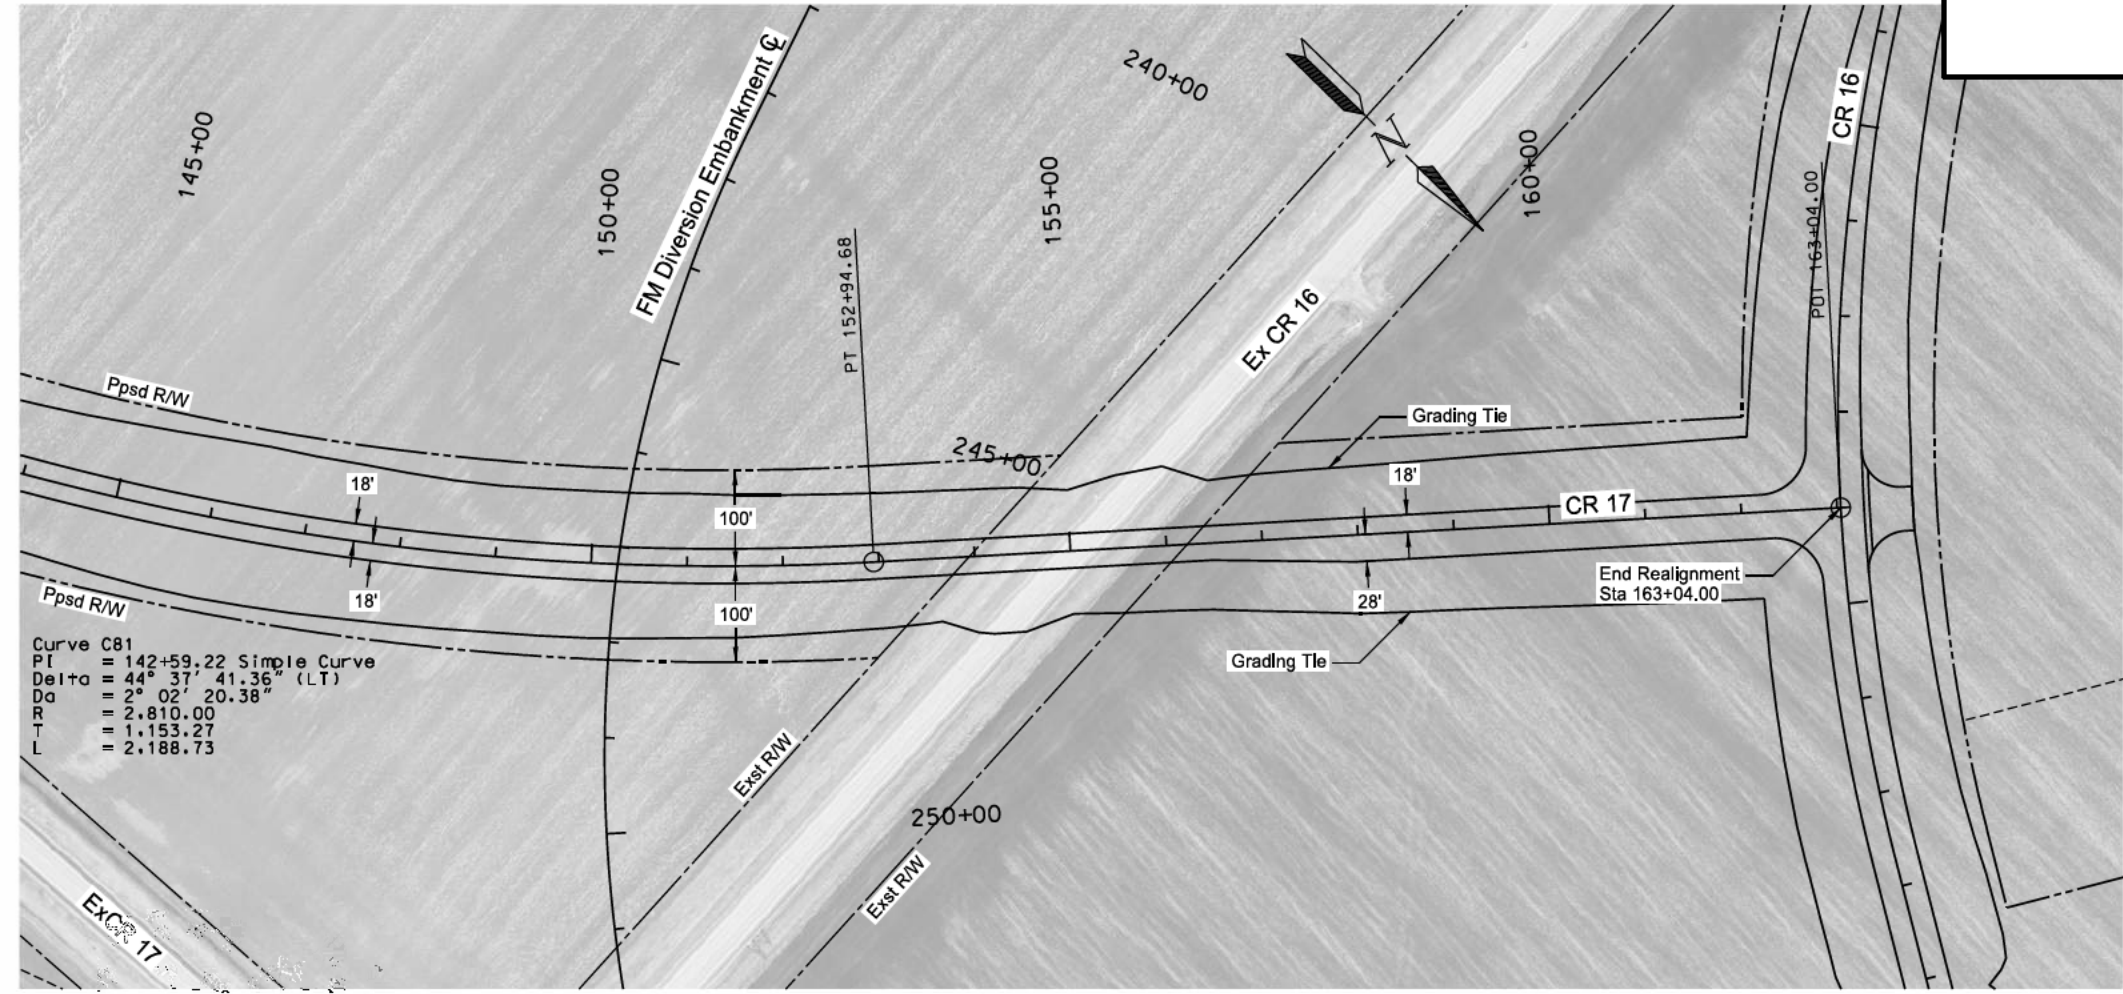 240+00
145+00
150+00
FM Diversion Embankment ℄
155+00
N
160+00
CR 16
POT 163+04.00
PT 152+94.68
Ex CR 16
Ppsd R/W
Grading Tie
245+00
18'
18'
100'
CR 17
End Realignment
Sta 163+04.00
18'
100'
28'
Ppsd R/W
Grading Tie
Curve C81
PI = 142+59.22 Simple Curve
Delta = 44° 37' 41.36" (LT)
Da = 2° 02' 20.38"
R = 2,810.00
T = 1,153.27
L = 2,188.73
Exst R/W
250+00
Exst R/W
Ex CR 17